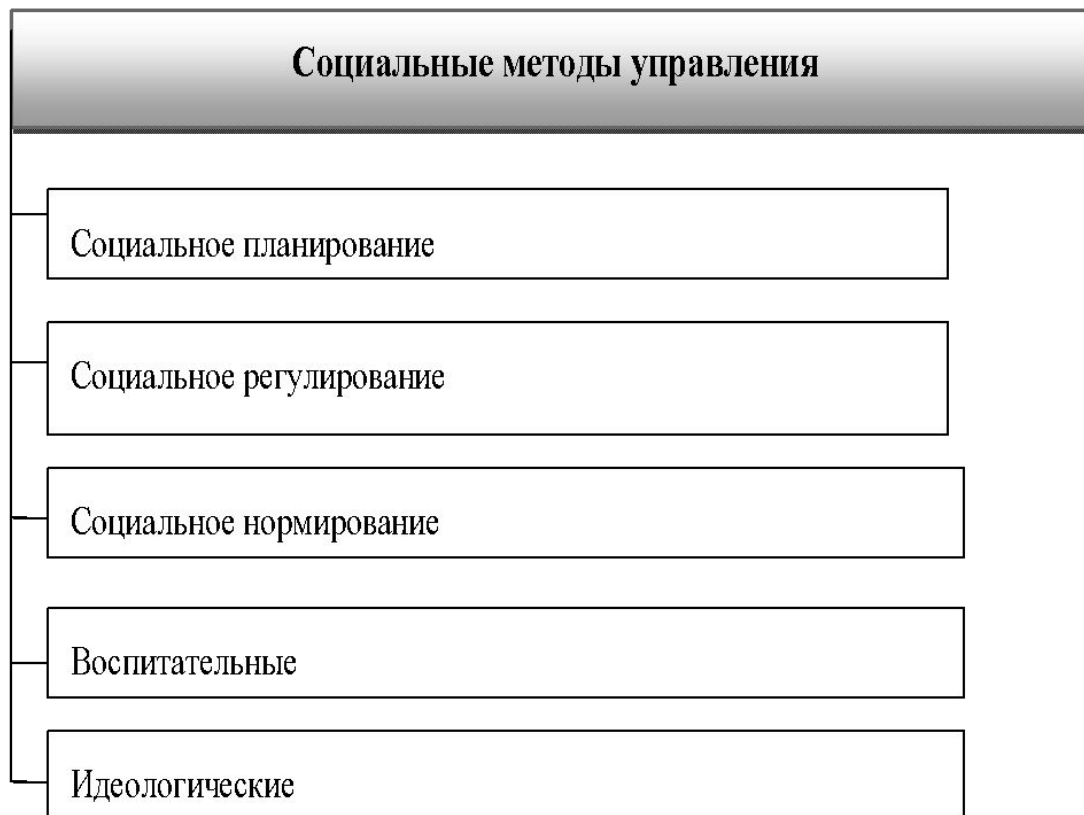 Социальные методы управления
Социальное планирование
Социальное регулирование
Социальное нормирование
Воспитательные
Идеологические